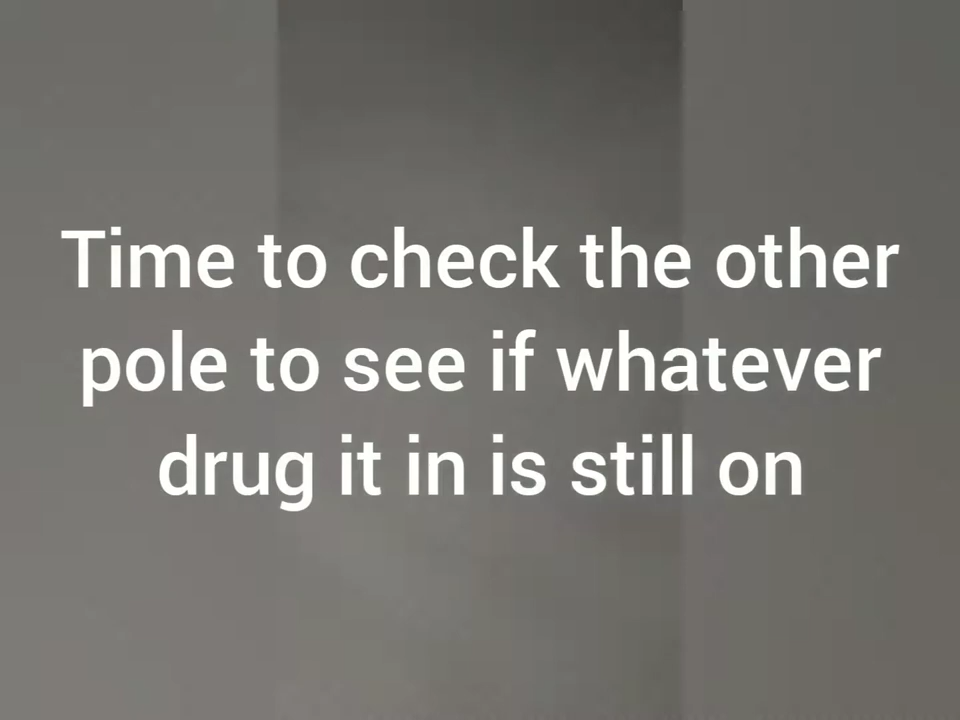 Time to check the other
pole to see if whatever
drug it in is still on